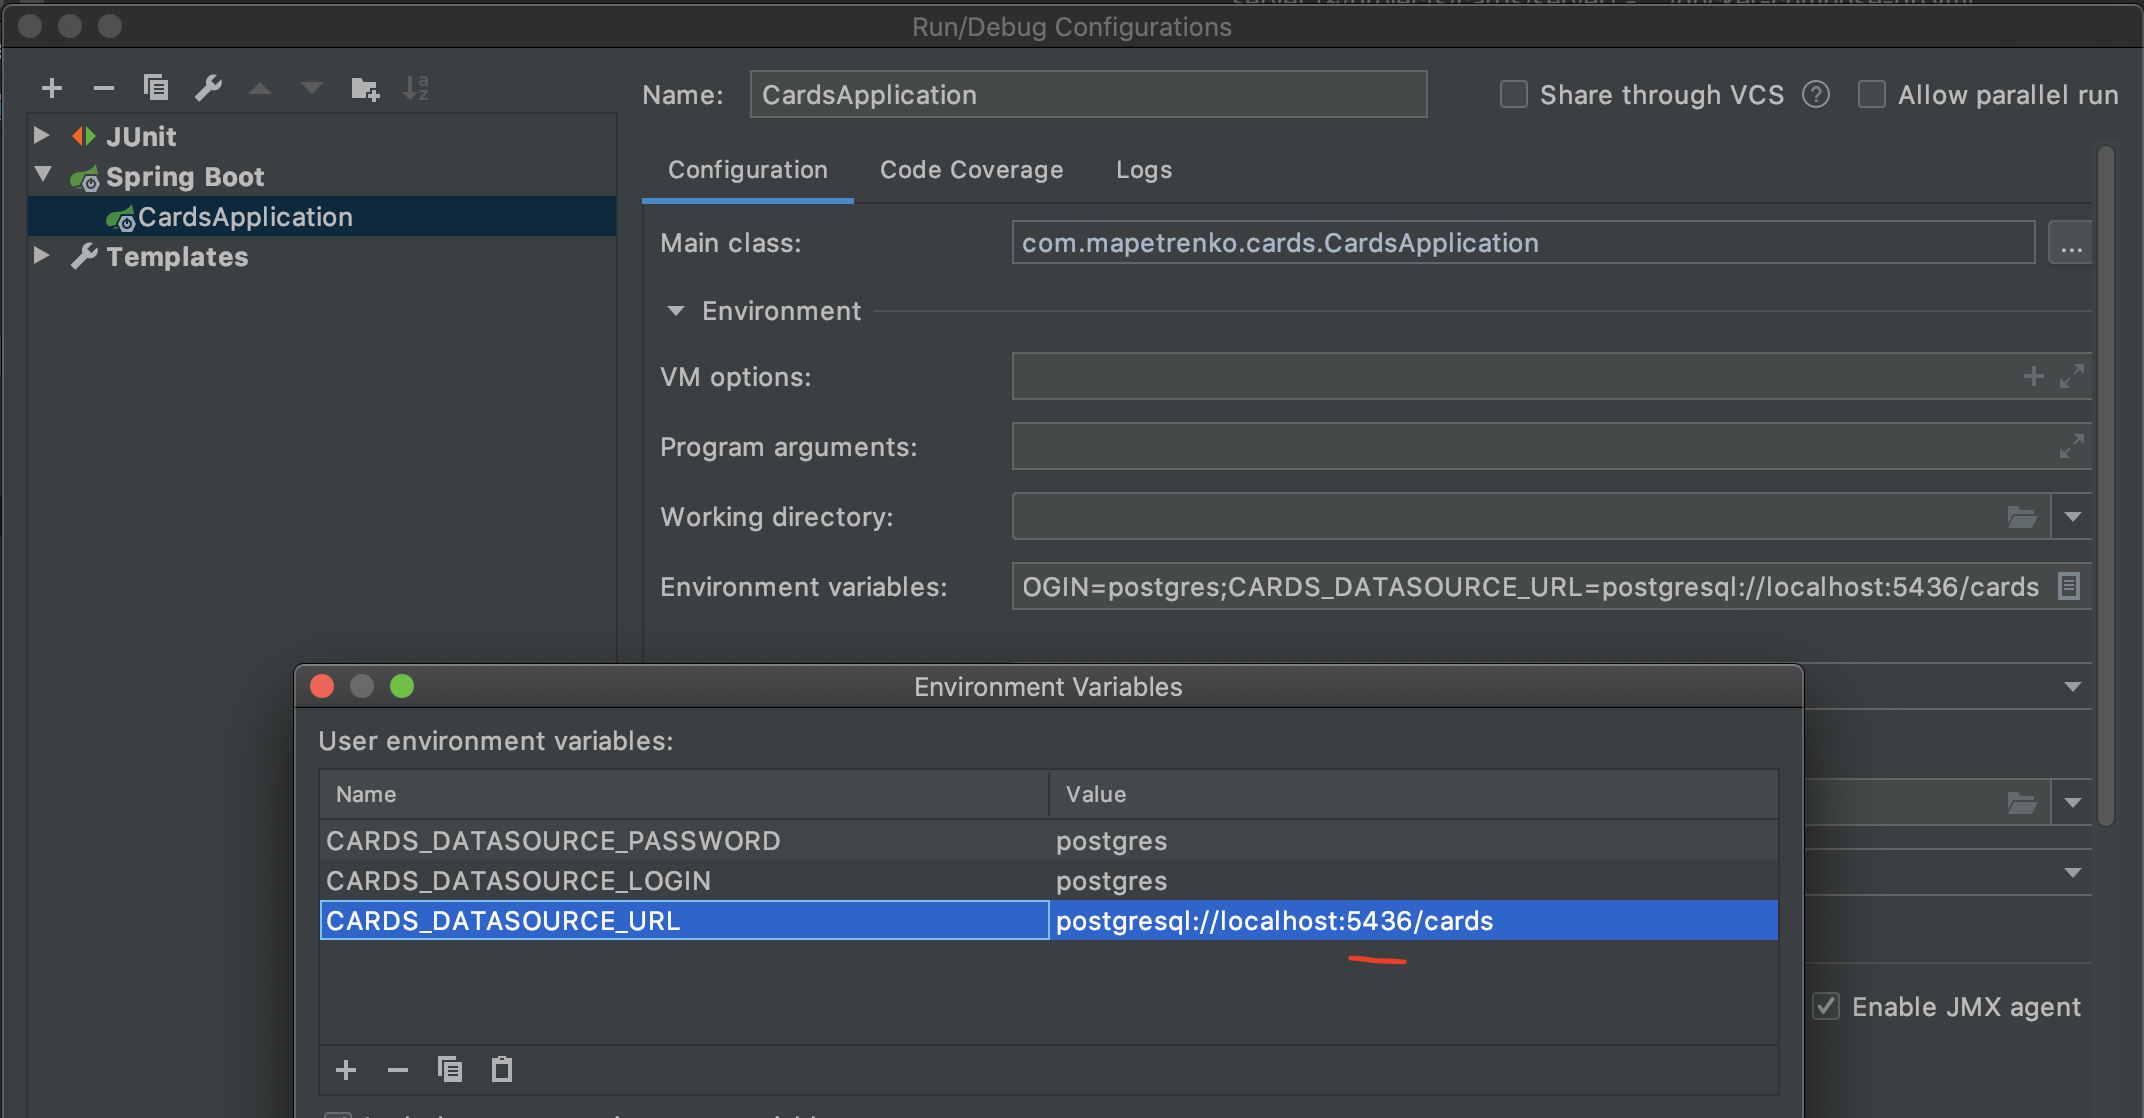 Run/Debug Configurations
Name: CardsApplication Share through VCS ? Allow parallel run
JUnit
Spring Boot
CardsApplication
Templates
Configuration Code Coverage Logs
Main class: com.mapetrenko.cards.CardsApplication ...
Environment
VM options:
Program arguments:
Working directory:
Environment variables: OGIN=postgres;CARDS_DATASOURCE_URL=postgresql://localhost:5436/cards
Environment Variables
User environment variables:
Name Value
CARDS_DATASOURCE_PASSWORD postgres
CARDS_DATASOURCE_LOGIN postgres
CARDS_DATASOURCE_URL postgresql://localhost:5436/cards
Enable JMX agent